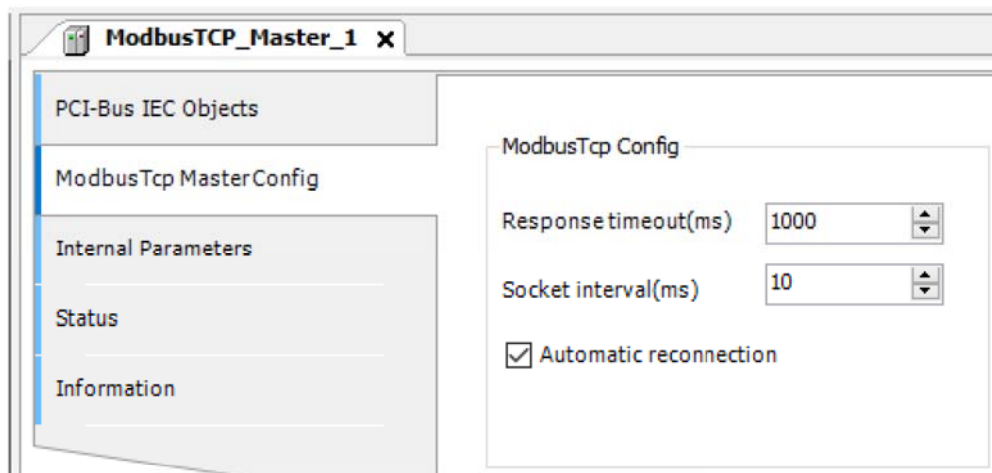 ModbusTCP_Master_1
PCI-Bus IEC Objects
ModbusTcp MasterConfig
Internal Parameters
Status
Information
ModbusTcp Config
Response timeout(ms) 1000
Socket interval(ms) 10
Automatic reconnection